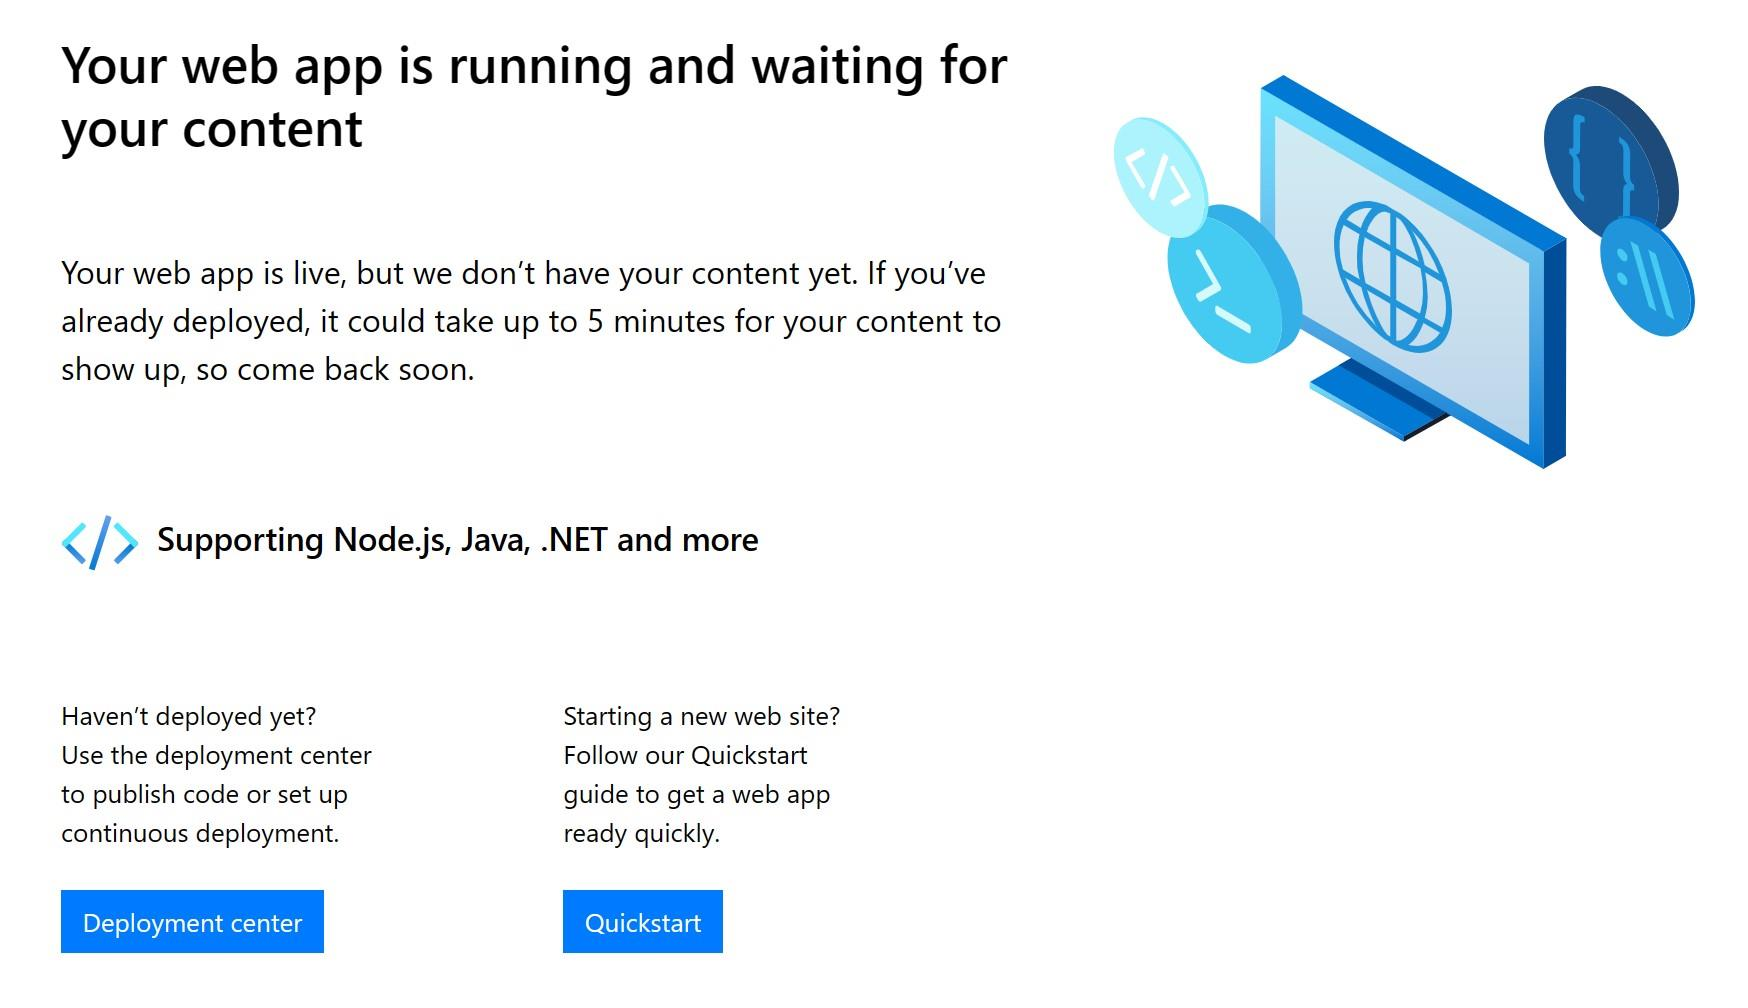 Your web app is running and waiting for
your content
Your web app is live, but we don’t have your content yet. If you’ve
already deployed, it could take up to 5 minutes for your content to
show up, so come back soon.
</> Supporting Node.js, Java, .NET and more
Haven’t deployed yet?
Use the deployment center
to publish code or set up
continuous deployment.
Deployment center
Starting a new web site?
Follow our Quickstart
guide to get a web app
ready quickly.
Quickstart